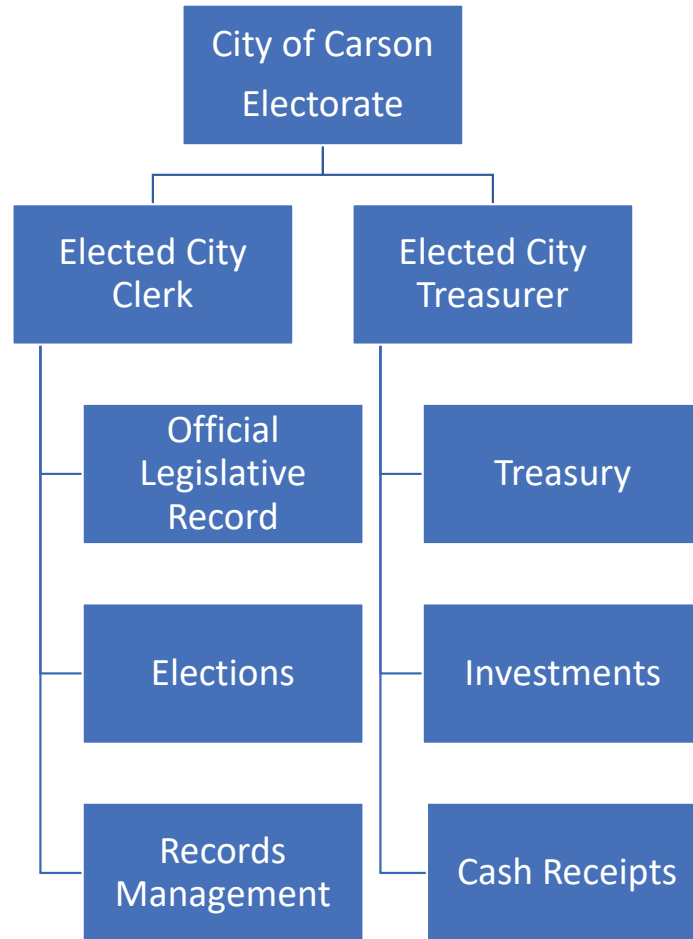 City of Carson
Electorate
Elected City
Clerk
Elected City
Treasurer
Official
Legislative
Record
Treasury
Elections
Investments
Records
Management
Cash Receipts